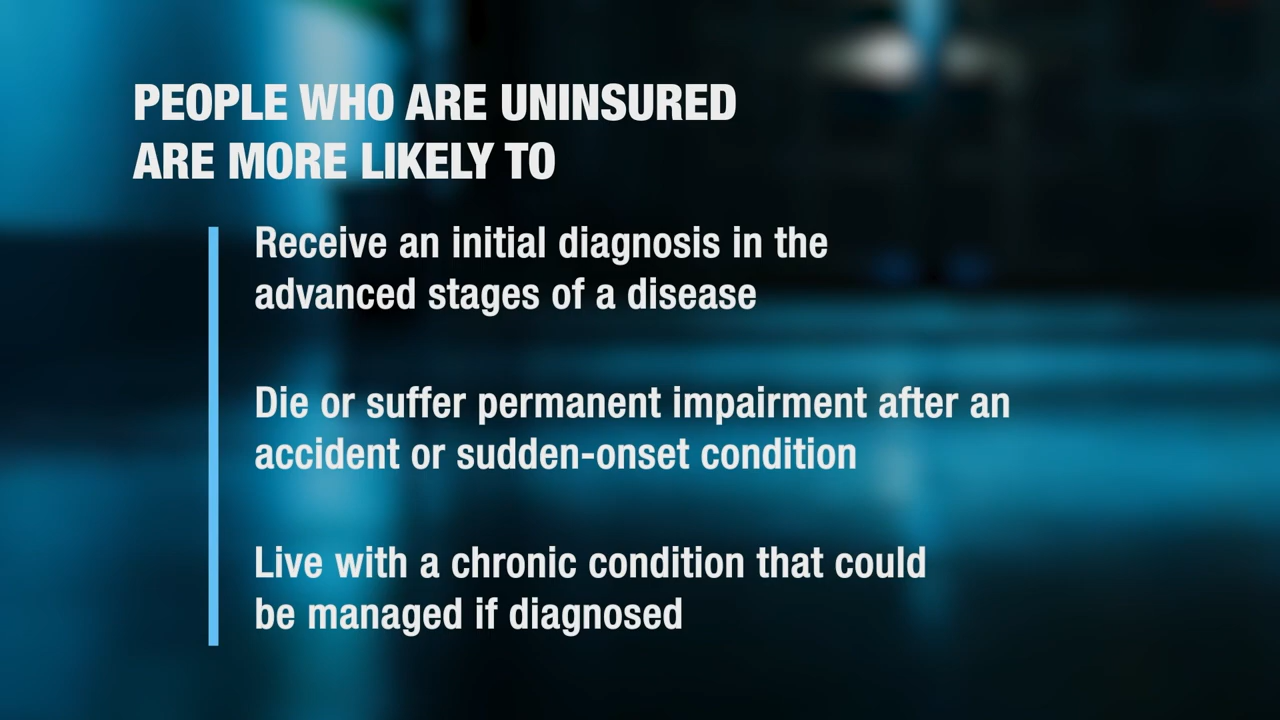 PEOPLE WHO ARE UNINSURED
ARE MORE LIKELY TO
Receive an initial diagnosis in the
advanced stages of a disease
Die or suffer permanent impairment after an
accident or sudden-onset condition
Live with a chronic condition that could
be managed if diagnosed